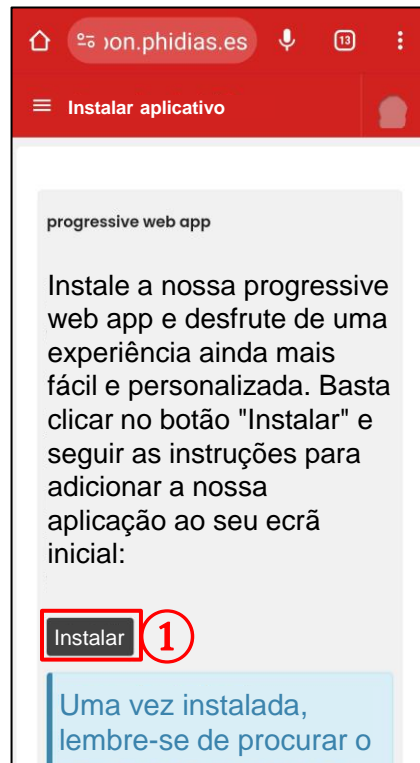 on.phidias.es
13
Instalar aplicativo
progressive web app
Instale a nossa progressive
web app e desfrute de uma
experiência ainda mais
fácil e personalizada. Basta
clicar no botão "Instalar" e
seguir as instruções para
adicionar a nossa
aplicação ao seu ecrã
inicial:
Instalar
1
Uma vez instalada,
lembre-se de procurar o